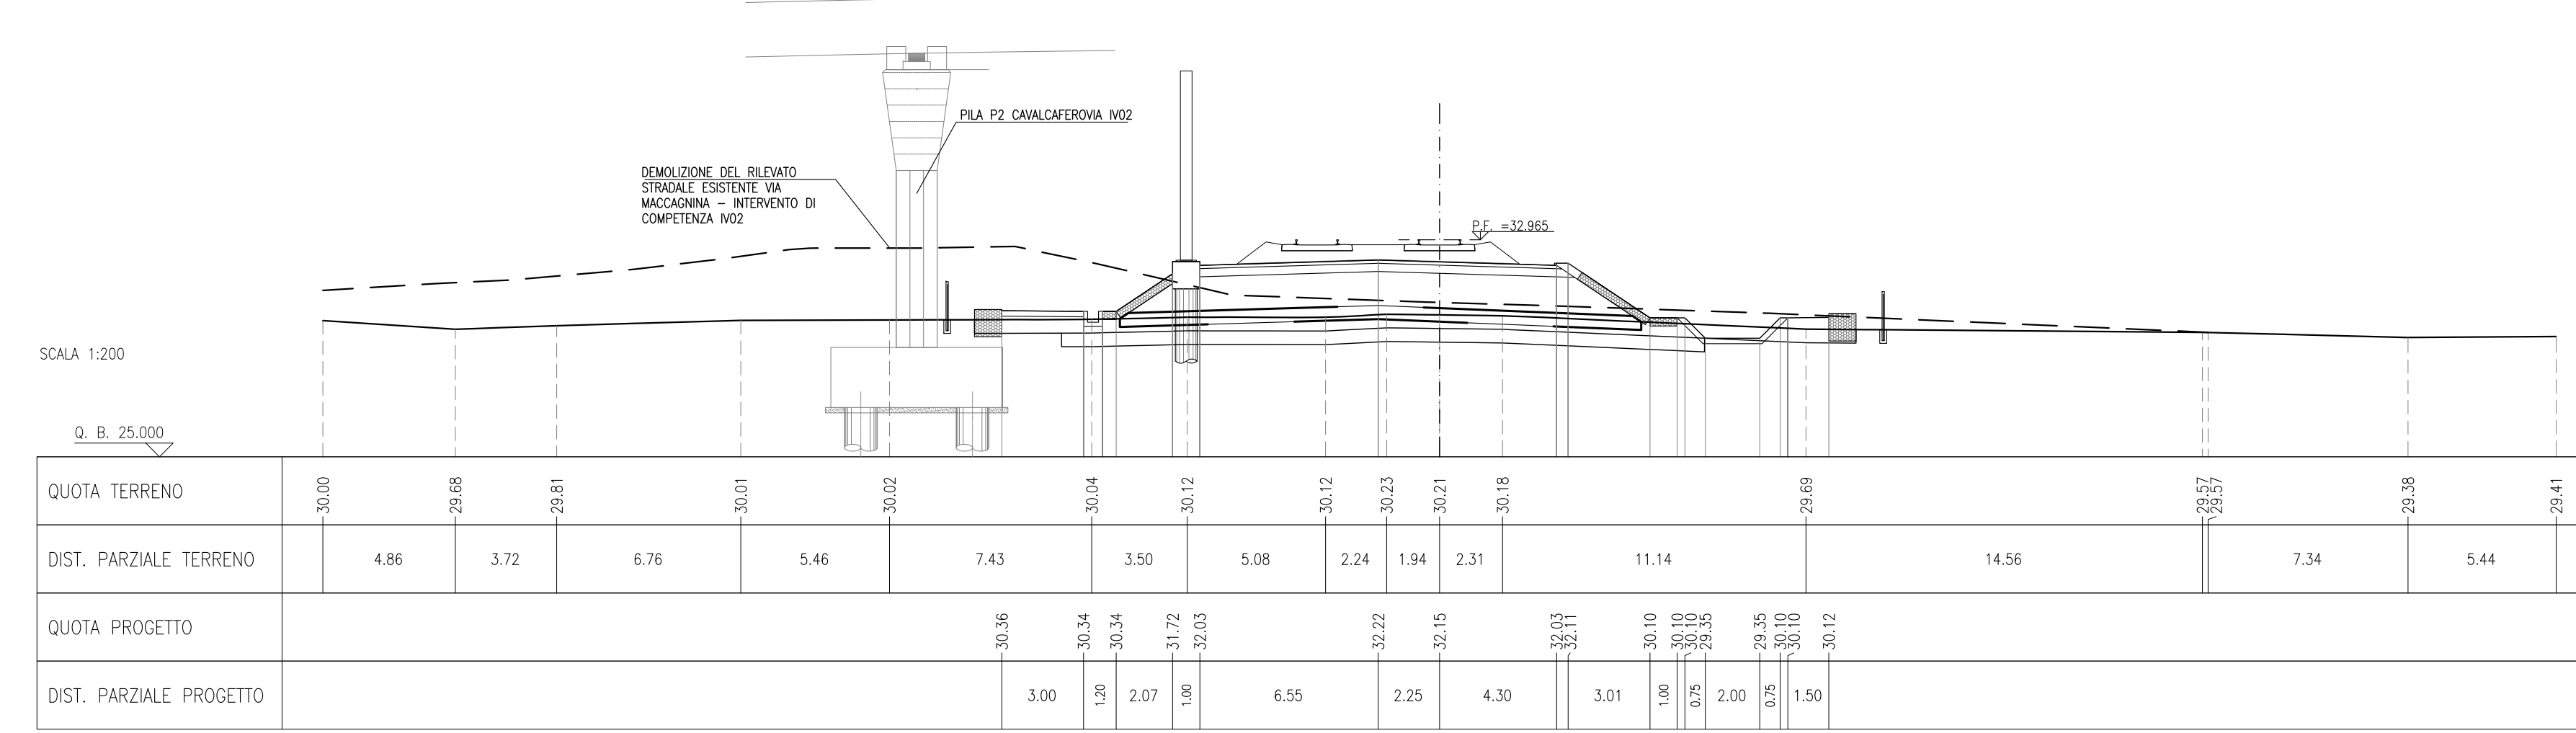 PILA P2 CAVALCAFEROVIA IV02
DEMOLIZIONE DEL RILEVATO
STRADALE ESISTENTE VIA
MACCAGNINA – INTERVENTO DI
COMPETENZA IV02
P.F. =32.965
SCALA 1:200
Q. B. 25.000
QUOTA TERRENO 30.00 29.68 29.81 30.01 30.02 30.04 30.12 30.12 30.23 30.21 30.18 29.69 29.57 29.57 29.38 29.41
DIST. PARZIALE TERRENO 4.86 3.72 6.76 5.46 7.43 3.50 5.08 2.24 1.94 2.31 11.14 14.56 7.34 5.44
QUOTA PROGETTO 30.36 30.34 30.34 31.72 32.03 32.22 32.15 32.03 32.11 30.10 30.10 30.10 29.35 29.35 30.10 30.10 30.12
DIST. PARZIALE PROGETTO 3.00 1.20 2.07 1.00 6.55 2.25 4.30 3.01 1.00 0.75 2.00 0.75 1.50